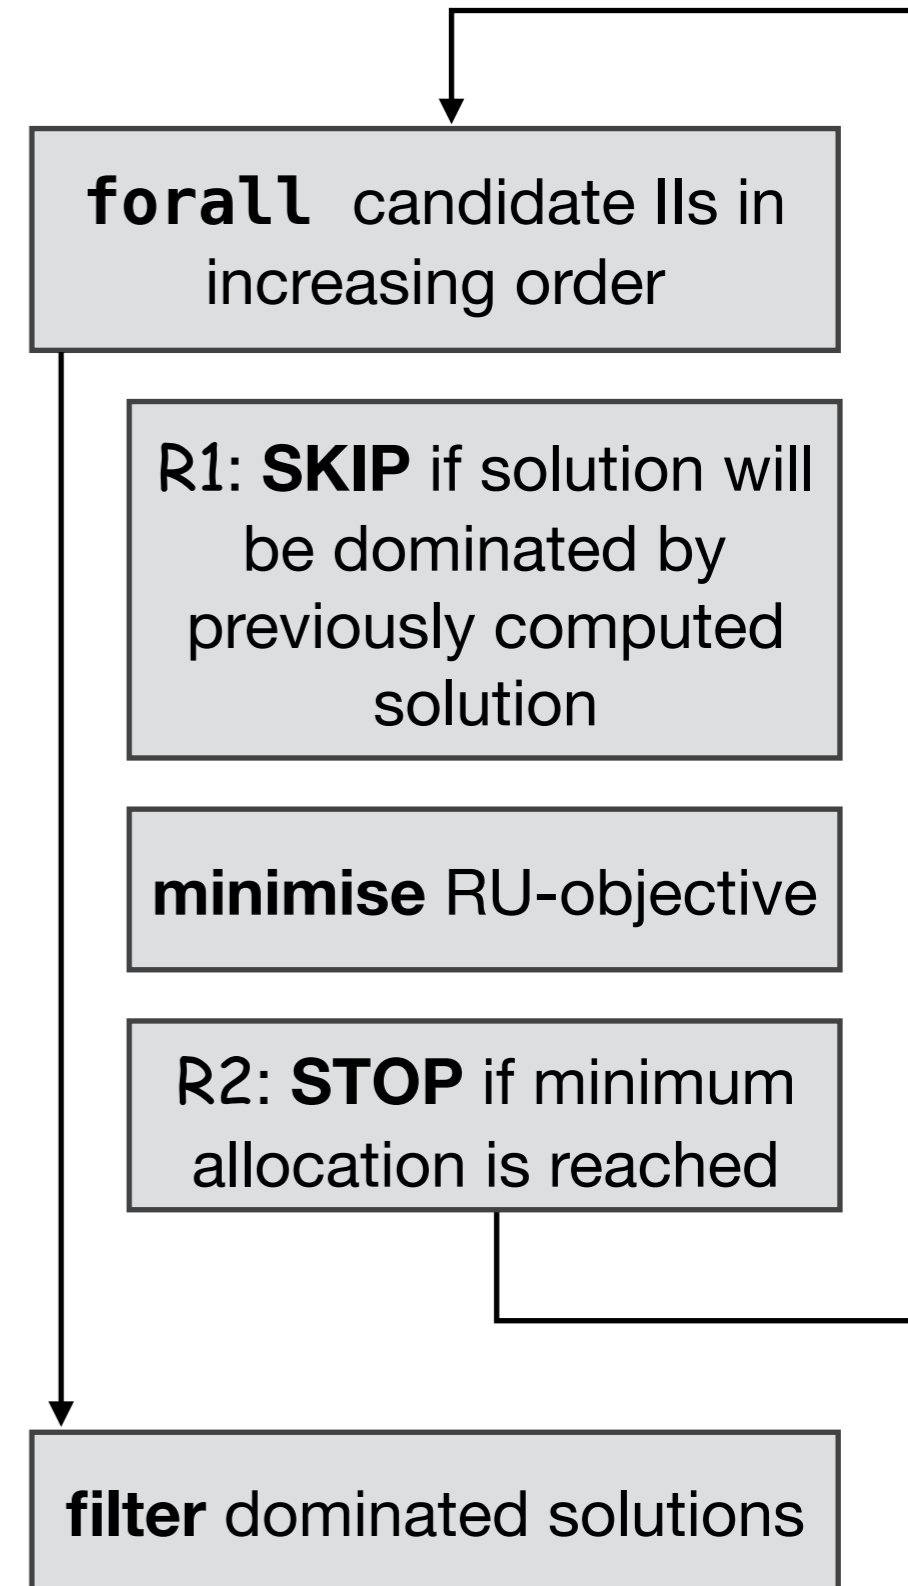 forall candidate IIs in
increasing order
R1: SKIP if solution will
be dominated by
previously computed
solution
minimise RU-objective
R2: STOP if minimum
allocation is reached
filter dominated solutions